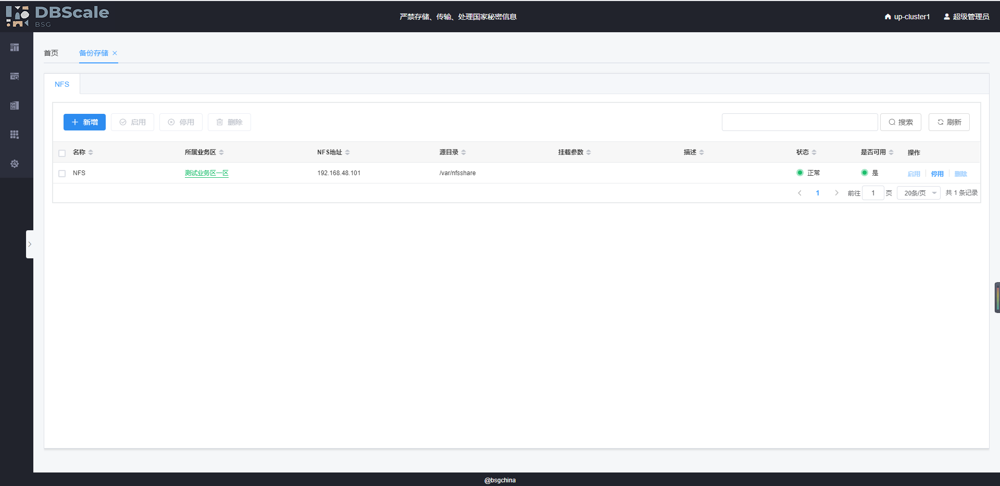 DBScale
BSG
严禁存储、传输、处理国家秘密信息
up-cluster1
超级管理员
首页
备份存储
NFS
新增
启用
停用
删除
搜索
刷新
名称
所属业务区
NFS地址
源目录
挂载参数
描述
状态
是否可用
操作
NFS
测试业务区一区
192.168.48.101
/var/nfsshare
正常
是
启用
停用
删除
1
前往
1
页
20条/页
共 1 条记录
@bsgchina